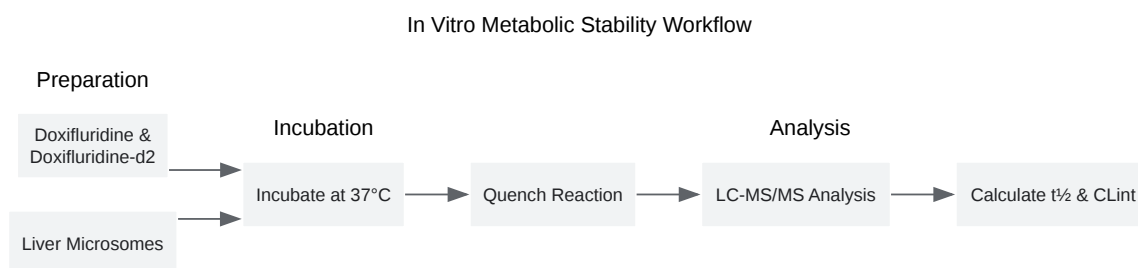 In Vitro Metabolic Stability Workflow
Preparation
Doxifluridine &
Doxifluridine-d2
Liver Microsomes
Incubation
Incubate at 37°C
Quench Reaction
Analysis
LC-MS/MS Analysis
Calculate t½ & CLint